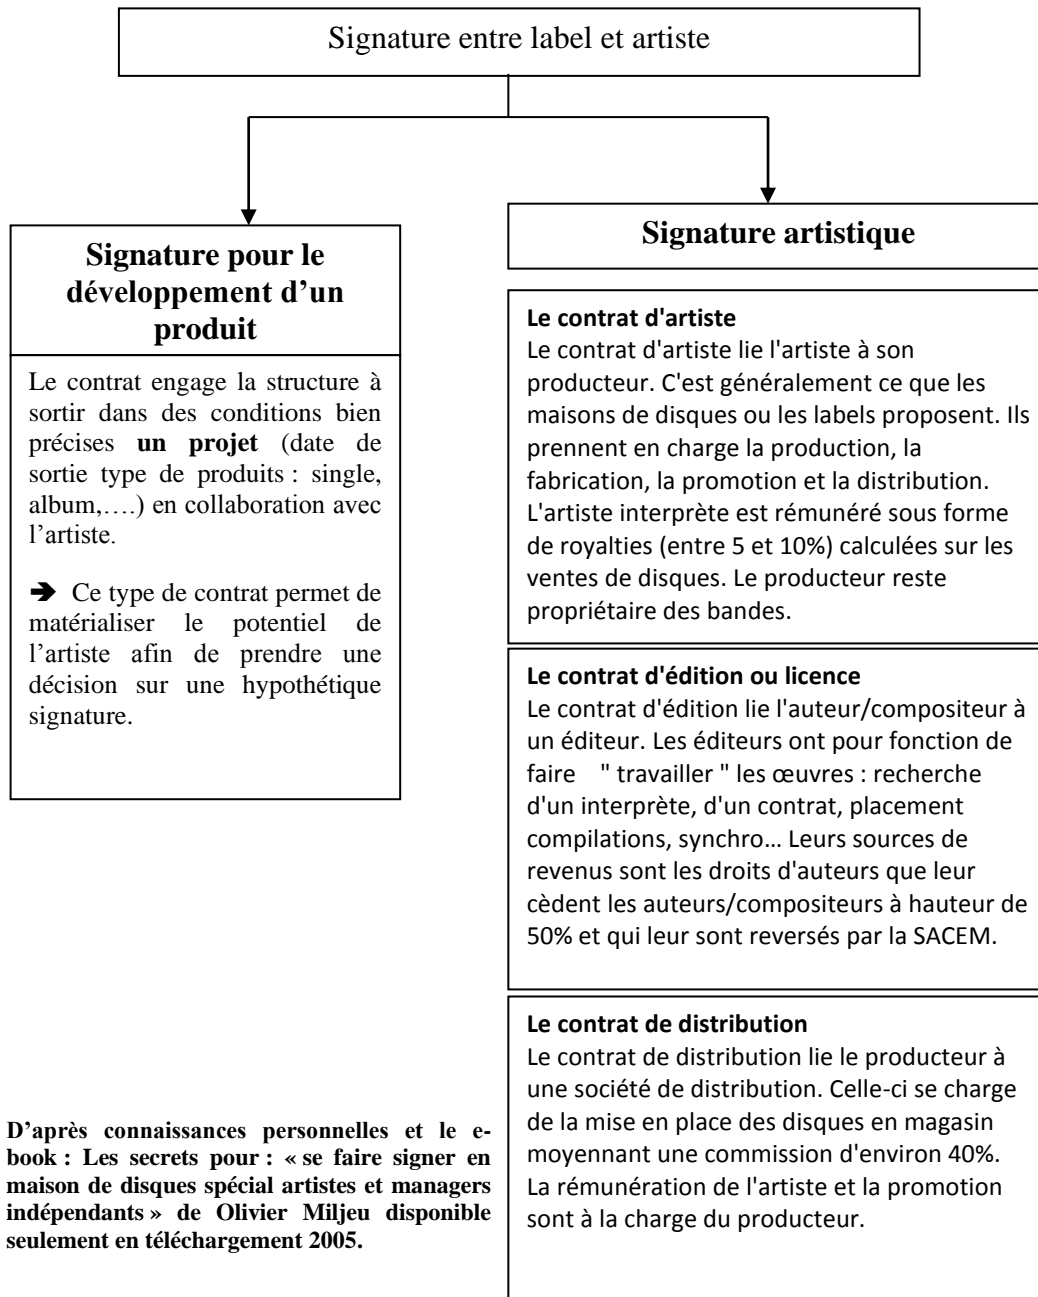 Signature entre label et artiste
Signature pour le
développement d’un
produit
Le contrat engage la structure à
sortir dans des conditions bien
précises un projet (date de
sortie type de produits : single,
album,….) en collaboration avec
l’artiste.
➔ Ce type de contrat permet de
matérialiser le potentiel de
l’artiste afin de prendre une
décision sur une hypothétique
signature.
Signature artistique
Le contrat d'artiste
Le contrat d'artiste lie l'artiste à son
producteur. C'est généralement ce que les
maisons de disques ou les labels proposent. Ils
prennent en charge la production, la
fabrication, la promotion et la distribution.
L'artiste interprète est rémunéré sous forme
de royalties (entre 5 et 10%) calculées sur les
ventes de disques. Le producteur reste
propriétaire des bandes.
Le contrat d'édition ou licence
Le contrat d'édition lie l'auteur/compositeur à
un éditeur. Les éditeurs ont pour fonction de
faire " travailler " les œuvres : recherche
d'un interprète, d'un contrat, placement
compilations, synchro… Leurs sources de
revenus sont les droits d'auteurs que leur
cèdent les auteurs/compositeurs à hauteur de
50% et qui leur sont reversés par la SACEM.
Le contrat de distribution
Le contrat de distribution lie le producteur à
une société de distribution. Celle-ci se charge
de la mise en place des disques en magasin
moyennant une commission d'environ 40%.
La rémunération de l'artiste et la promotion
sont à la charge du producteur.
D’après connaissances personnelles et le e-
book : Les secrets pour : « se faire signer en
maison de disques spécial artistes et managers
indépendants » de Olivier Miljeu disponible
seulement en téléchargement 2005.